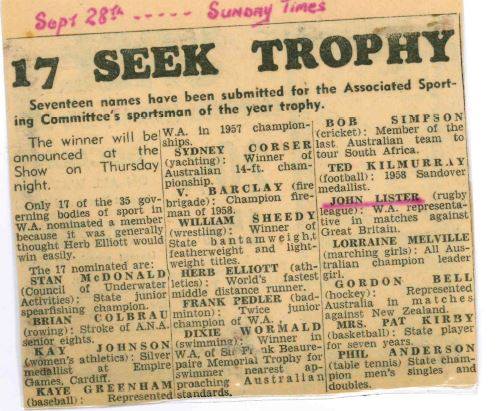 Sept 28th ----- Sunday Times
17 SEEK TROPHY
Seventeen names have been submitted for the Associated Sport-
ing Committee's sportsman of the year trophy.
The winner will be
announced at the
Show on Thursday
night.
Only 17 of the 35 gov-
erning bodies of sport in
W.A. nominated a member
because it was generally
thought Herb Elliott would
win easily.
The 17 nominated are:
STAN McDONALD
(Council of Underwater
Activities): State junior
spearfishing champion.
BRIAN COLBRAU
(rowing): Stroke of A.N.A.
senior eights.
KAY JOHNSON
(women's athletics): Silver
medallist at Empire
Games, Cardiff.
KAYE GREENHAM
(baseball): Represented
W.A. in 1957 champion-
ships.
SYDNEY CORSER
(yachting): Winner of
Australian 14-ft. cham-
pionship.
V. BARCLAY (fire
brigade): Champion fire-
man of 1958.
WILLIAM SHEEDY
(wrestling): Winner of
State bantamweight
featherweight and light-
weight titles.
HERB ELLIOTT (ath-
letics): World's fastest
middle distance runner.
FRANK PEDLER (bad-
minton): Twice junior
champion of W.A.
DIXIE WORMALD
(swimming): Winner in
W.A. of Sir Frank Beaure-
paire Memorial Trophy for
swimmer nearest ap-
proaching Australian
standards.
BOB SIMPSON
(cricket): Member of the
last Australian team to
tour South Africa.
TED KILMURRAY
(football): 1958 Sandover
medallist.
JOHN LISTER (rugby
league): W.A. representa-
tive in matches against
Great Britain.
LORRAINE MELVILLE
(marching girls): All Aus-
tralian champion leader
girl.
GORDON BELL
(hockey): Represented
Australia in matches
against New Zealand.
MRS. PAT KIRBY
(basketball): State player
for seven years.
PHIL ANDERSON
(table tennis) State cham-
pion men's singles and
doubles.